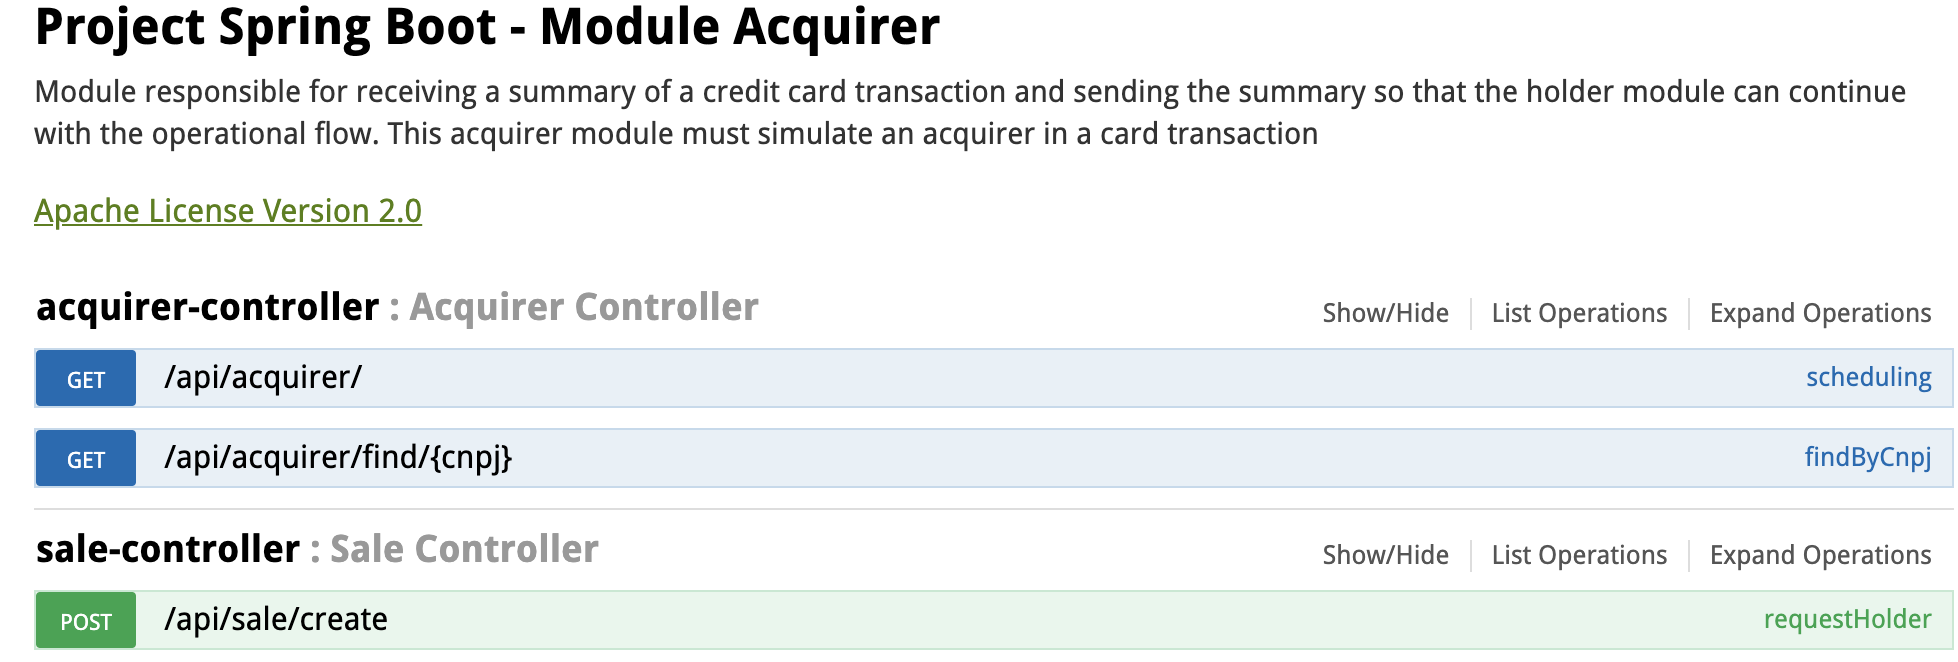 Project Spring Boot - Module Acquirer
Module responsible for receiving a summary of a credit card transaction and sending the summary so that the holder module can continue
with the operational flow. This acquirer module must simulate an acquirer in a card transaction
Apache License Version 2.0
acquirer-controller : Acquirer Controller Show/Hide List Operations Expand Operations
GET /api/acquirer/ scheduling
GET /api/acquirer/find/{cnpj} findByCnpj
sale-controller : Sale Controller Show/Hide List Operations Expand Operations
POST /api/sale/create requestHolder